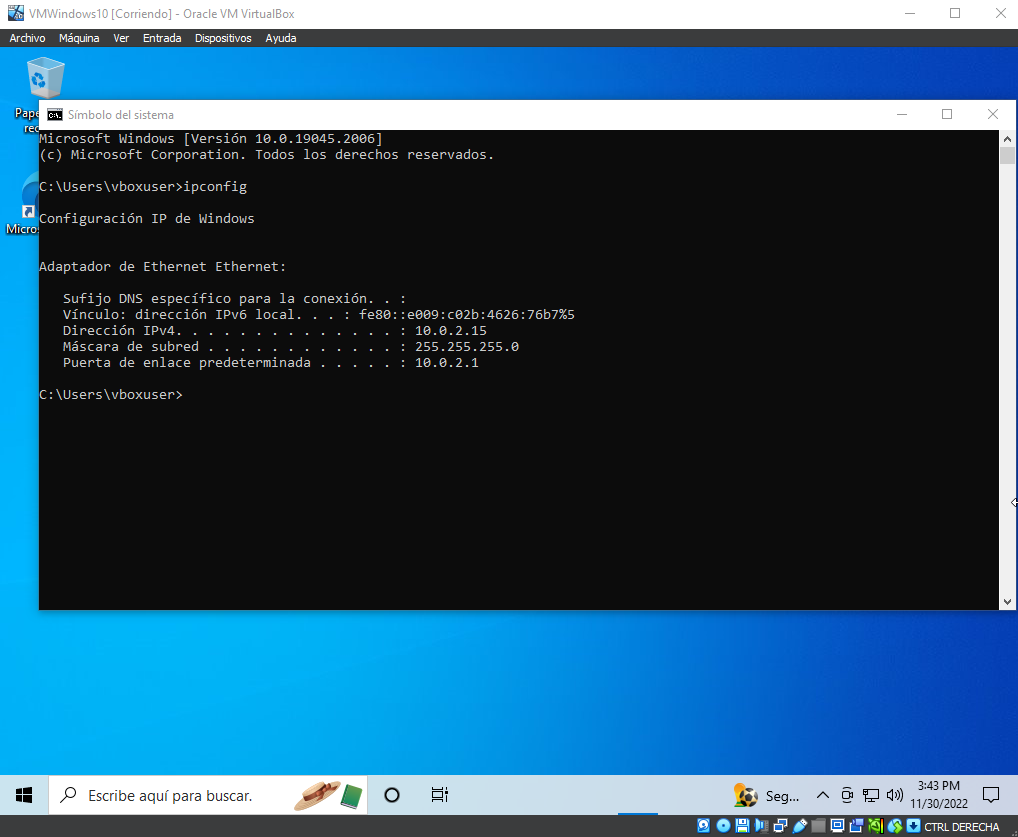 VMWindows10 [Corriendo] - Oracle VM VirtualBox
Archivo Máquina Ver Entrada Dispositivos Ayuda
Símbolo del sistema
Pape
rec
Micros
Microsoft Windows [Versión 10.0.19045.2006]
(c) Microsoft Corporation. Todos los derechos reservados.
C:\Users\vboxuser>ipconfig
Configuración IP de Windows
Adaptador de Ethernet Ethernet:
Sufijo DNS específico para la conexión. . :
Vínculo: dirección IPv6 local. . . : fe80::e009:c02b:4626:76b7%5
Dirección IPv4. . . . . . . . . . . . . . : 10.0.2.15
Máscara de subred . . . . . . . . . . . . : 255.255.255.0
Puerta de enlace predeterminada . . . . . : 10.0.2.1
C:\Users\vboxuser>
Escribe aquí para buscar.
Seg...
3:43 PM
11/30/2022
CTRL DERECHA